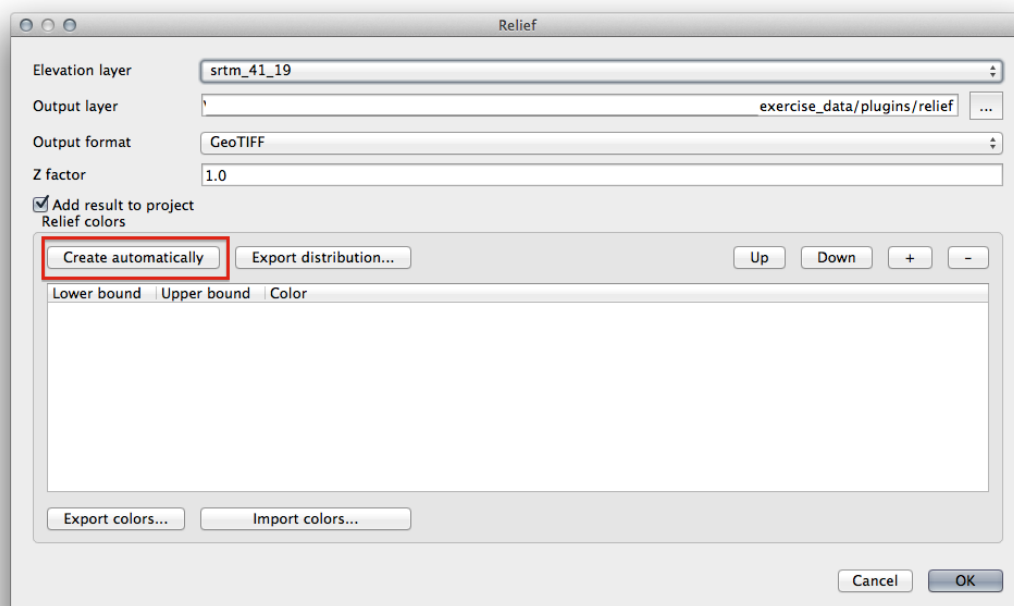 Relief
Elevation layer srtm_41_19
Output layer exercise_data/plugins/relief ...
Output format GeoTIFF
Z factor 1.0
Add result to project
Relief colors
Create automatically Export distribution... Up Down + -
Lower bound Upper bound Color
Export colors... Import colors...
Cancel OK